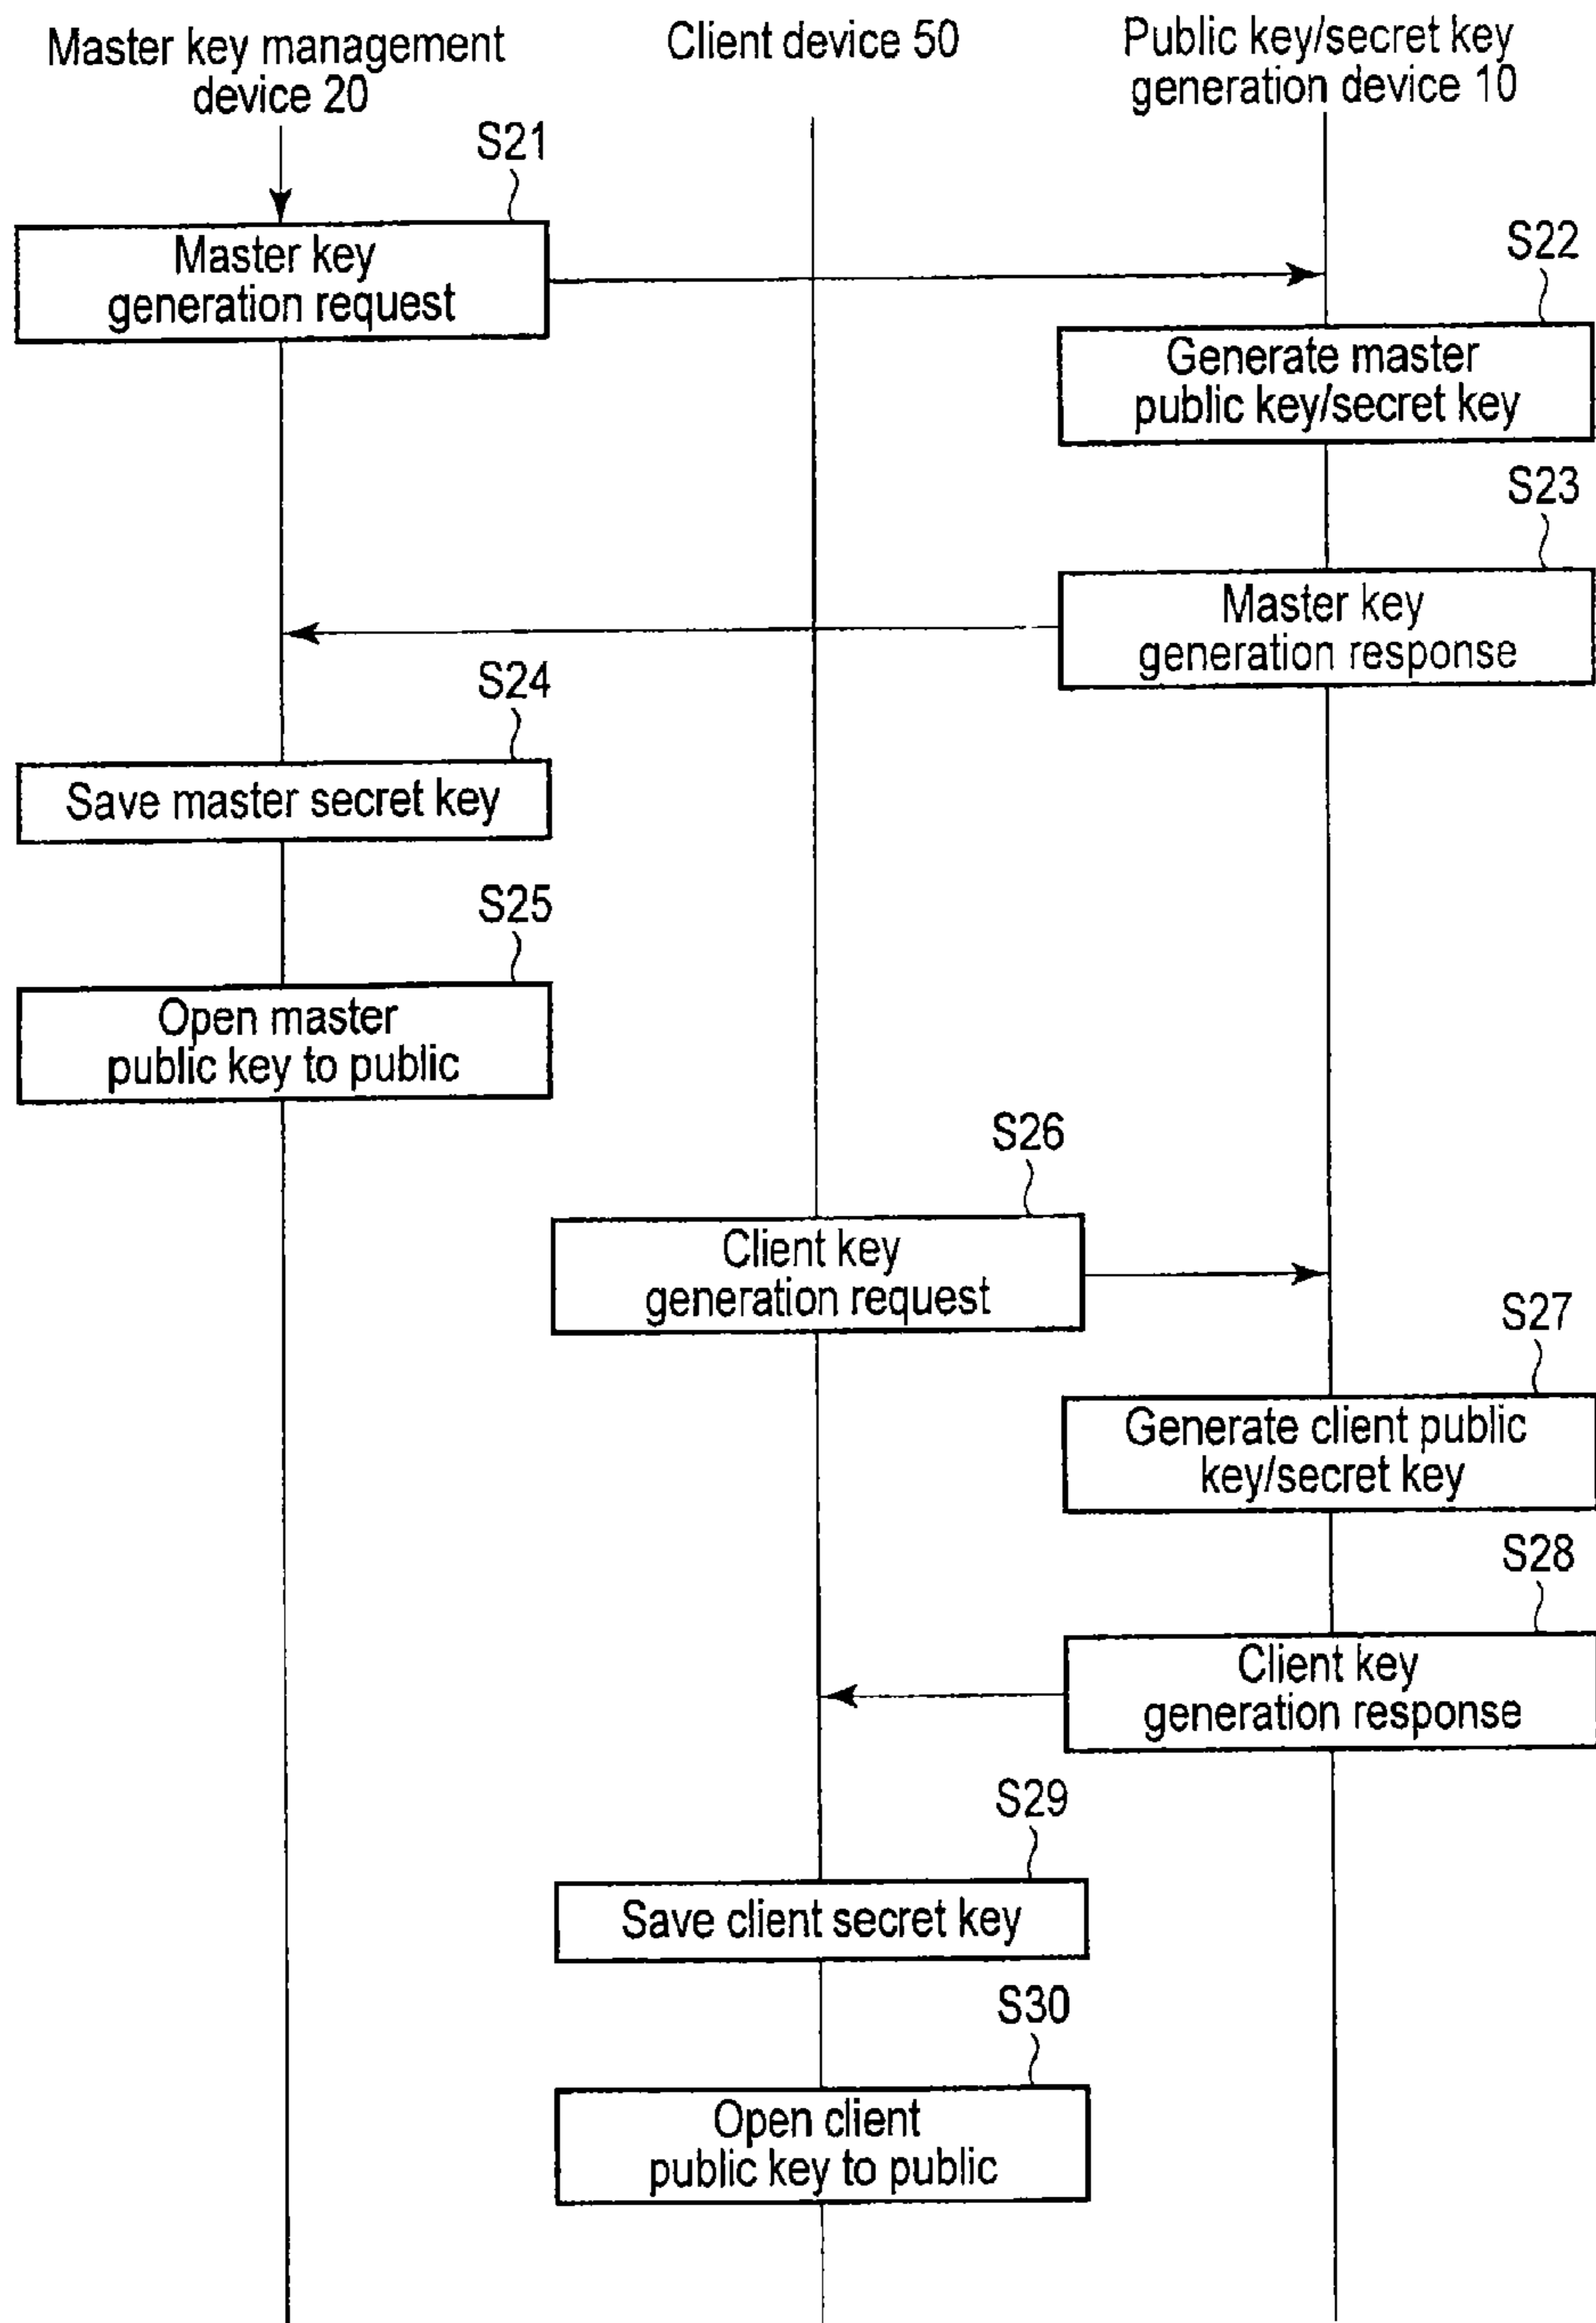 Master key management
device 20
Client device 50
Public key/secret key
generation device 10
S21
Master key
generation request
S22
Generate master
public key/secret key
S23
Master key
generation response
S24
Save master secret key
S25
Open master
public key to public
S26
Client key
generation request
S27
Generate client public
key/secret key
S28
Client key
generation response
S29
Save client secret key
S30
Open client
public key to public